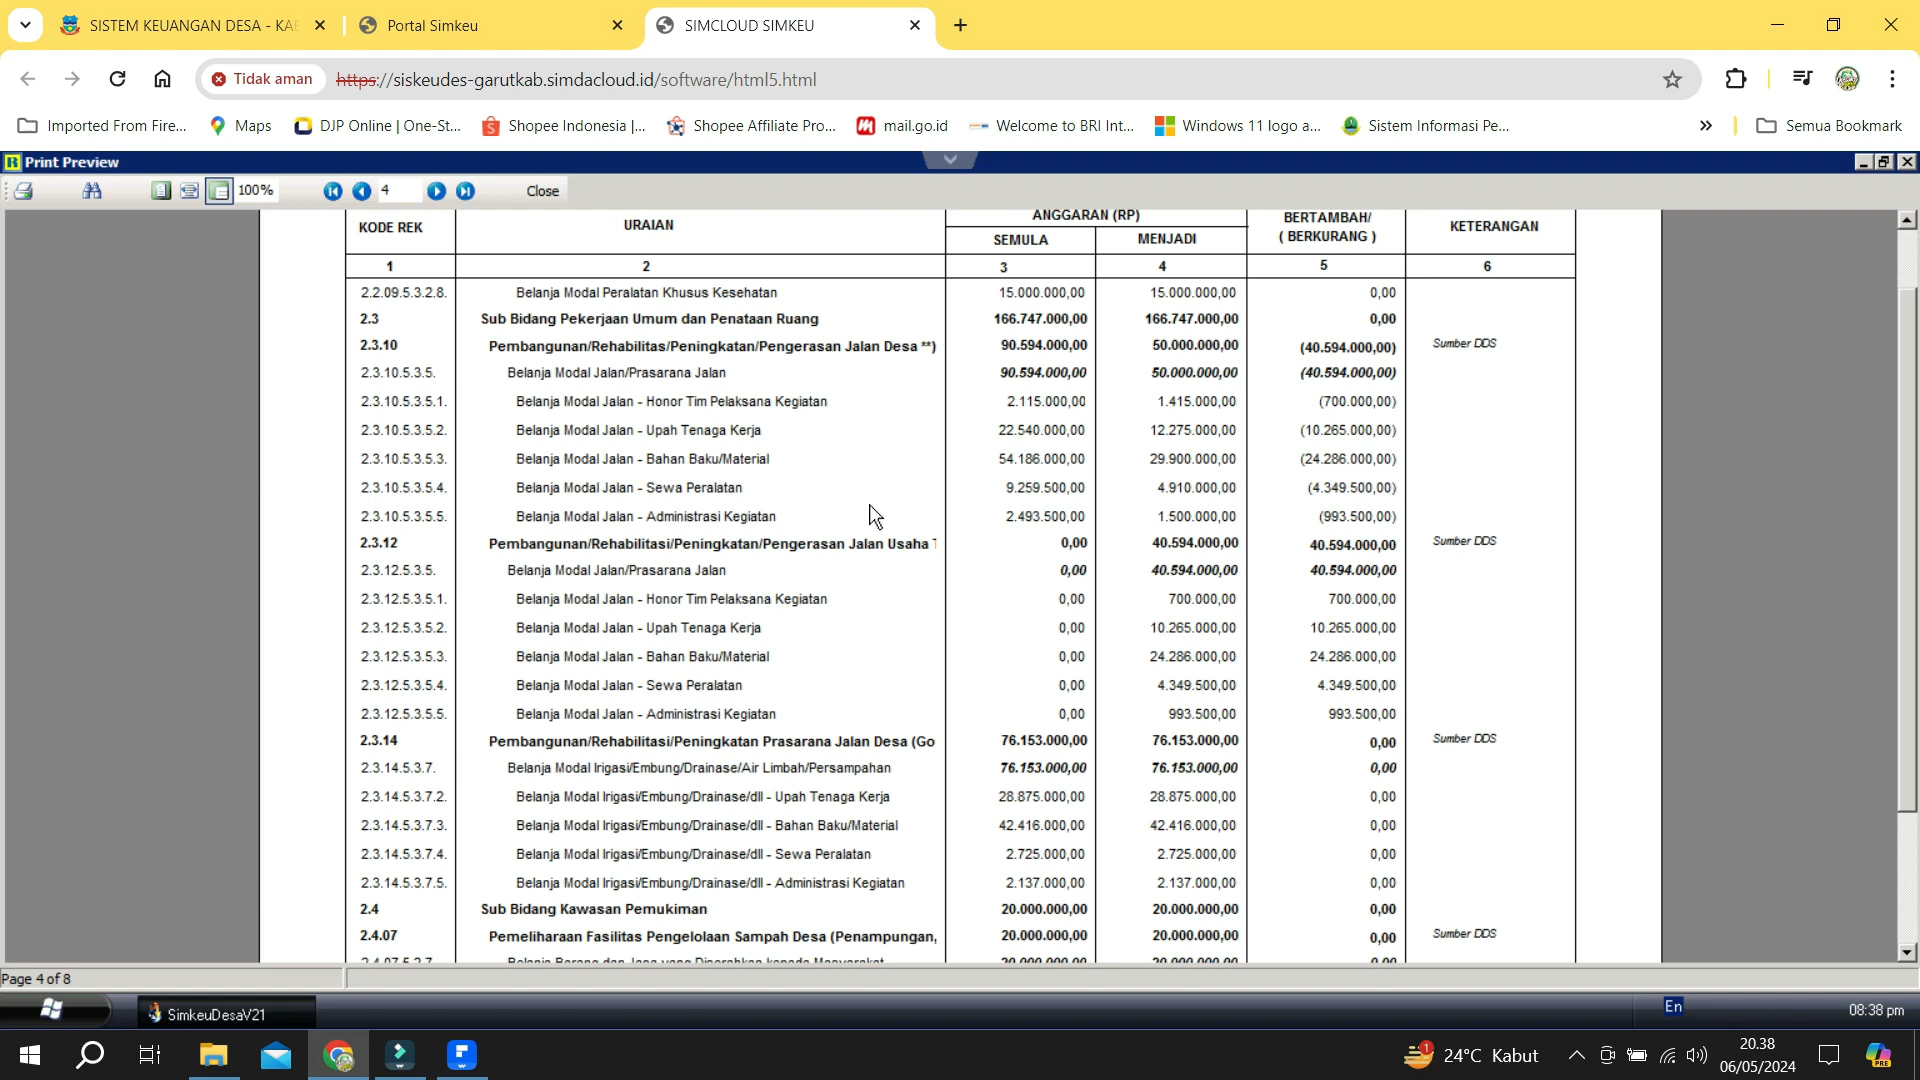 SISTEM KEUANGAN DESA - KAB
Portal Simkeu
SIMCLOUD SIMKEU
Tidak aman https://siskeudes-garutkab.simdacloud.id/software/html5.html
Imported From Fire... Maps DJP Online | One-St... Shopee Indonesia |... Shopee Affiliate Pro... mail.go.id Welcome to BRI Int... Windows 11 logo a... Sistem Informasi Pe... » Semua Bookmark
Print Preview
100% 4 Close
KODE REK URAIAN ANGGARAN (RP) BERTAMBAH/ ( BERKURANG ) KETERANGAN
SEMULA MENJADI
1 2 3 4 5 6
2.2.09.5.3.2.8. Belanja Modal Peralatan Khusus Kesehatan 15.000.000,00 15.000.000,00 0,00
2.3 Sub Bidang Pekerjaan Umum dan Penataan Ruang 166.747.000,00 166.747.000,00 0,00
2.3.10 Pembangunan/Rehabilitas/Peningkatan/Pengerasan Jalan Desa **) 90.594.000,00 50.000.000,00 (40.594.000,00) Sumber DDS
2.3.10.5.3.5. Belanja Modal Jalan/Prasarana Jalan 90.594.000,00 50.000.000,00 (40.594.000,00)
2.3.10.5.3.5.1. Belanja Modal Jalan - Honor Tim Pelaksana Kegiatan 2.115.000,00 1.415.000,00 (700.000,00)
2.3.10.5.3.5.2. Belanja Modal Jalan - Upah Tenaga Kerja 22.540.000,00 12.275.000,00 (10.265.000,00)
2.3.10.5.3.5.3. Belanja Modal Jalan - Bahan Baku/Material 54.186.000,00 29.900.000,00 (24.286.000,00)
2.3.10.5.3.5.4. Belanja Modal Jalan - Sewa Peralatan 9.259.500,00 4.910.000,00 (4.349.500,00)
2.3.10.5.3.5.5. Belanja Modal Jalan - Administrasi Kegiatan 2.493.500,00 1.500.000,00 (993.500,00)
2.3.12 Pembangunan/Rehabilitasi/Peningkatan/Pengerasan Jalan Usaha 0,00 40.594.000,00 40.594.000,00 Sumber DDS
2.3.12.5.3.5. Belanja Modal Jalan/Prasarana Jalan 0,00 40.594.000,00 40.594.000,00
2.3.12.5.3.5.1. Belanja Modal Jalan - Honor Tim Pelaksana Kegiatan 0,00 700.000,00 700.000,00
2.3.12.5.3.5.2. Belanja Modal Jalan - Upah Tenaga Kerja 0,00 10.265.000,00 10.265.000,00
2.3.12.5.3.5.3. Belanja Modal Jalan - Bahan Baku/Material 0,00 24.286.000,00 24.286.000,00
2.3.12.5.3.5.4. Belanja Modal Jalan - Sewa Peralatan 0,00 4.349.500,00 4.349.500,00
2.3.12.5.3.5.5. Belanja Modal Jalan - Administrasi Kegiatan 0,00 993.500,00 993.500,00
2.3.14 Pembangunan/Rehabilitasi/Peningkatan Prasarana Jalan Desa (Go 76.153.000,00 76.153.000,00 0,00 Sumber DDS
2.3.14.5.3.7. Belanja Modal Irigasi/Embung/Drainase/Air Limbah/Persampahan 76.153.000,00 76.153.000,00 0,00
2.3.14.5.3.7.2. Belanja Modal Irigasi/Embung/Drainase/dll - Upah Tenaga Kerja 28.875.000,00 28.875.000,00 0,00
2.3.14.5.3.7.3. Belanja Modal Irigasi/Embung/Drainase/dll - Bahan Baku/Material 42.416.000,00 42.416.000,00 0,00
2.3.14.5.3.7.4. Belanja Modal Irigasi/Embung/Drainase/dll - Sewa Peralatan 2.725.000,00 2.725.000,00 0,00
2.3.14.5.3.7.5. Belanja Modal Irigasi/Embung/Drainase/dll - Administrasi Kegiatan 2.137.000,00 2.137.000,00 0,00
2.4 Sub Bidang Kawasan Pemukiman 20.000.000,00 20.000.000,00 0,00
2.4.07 Pemeliharaan Fasilitas Pengelolaan Sampah Desa (Penampungan, 20.000.000,00 20.000.000,00 0,00 Sumber DDS
2.4.07.5.2.7. Belanja Barang dan Jasa yang Diserahkan kepada Masyarakat 20.000.000,00 20.000.000,00 0,00
Page 4 of 8
SimkeuDesaV21 En 08:38 pm
1 24°C Kabut 20.38
06/05/2024
PRE